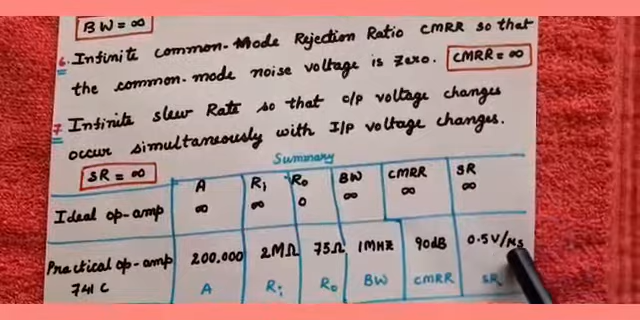 BW = ∞
6. Infinite common-Mode Rejection Ratio CMRR so that
the common-mode noise voltage is zero. CMRR = ∞
7. Infinite slew Rate so that o/p voltage changes
occur simultaneously with I/p voltage changes.
SR = ∞
Summary
A Ri Ro BW CMRR SR
Ideal op-amp ∞ ∞ 0 ∞ ∞ ∞
Practical op-amp 200.000 2MΩ 75Ω 1MHz 90dB 0.5V/μs
741 C A Ri Ro BW CMRR SR